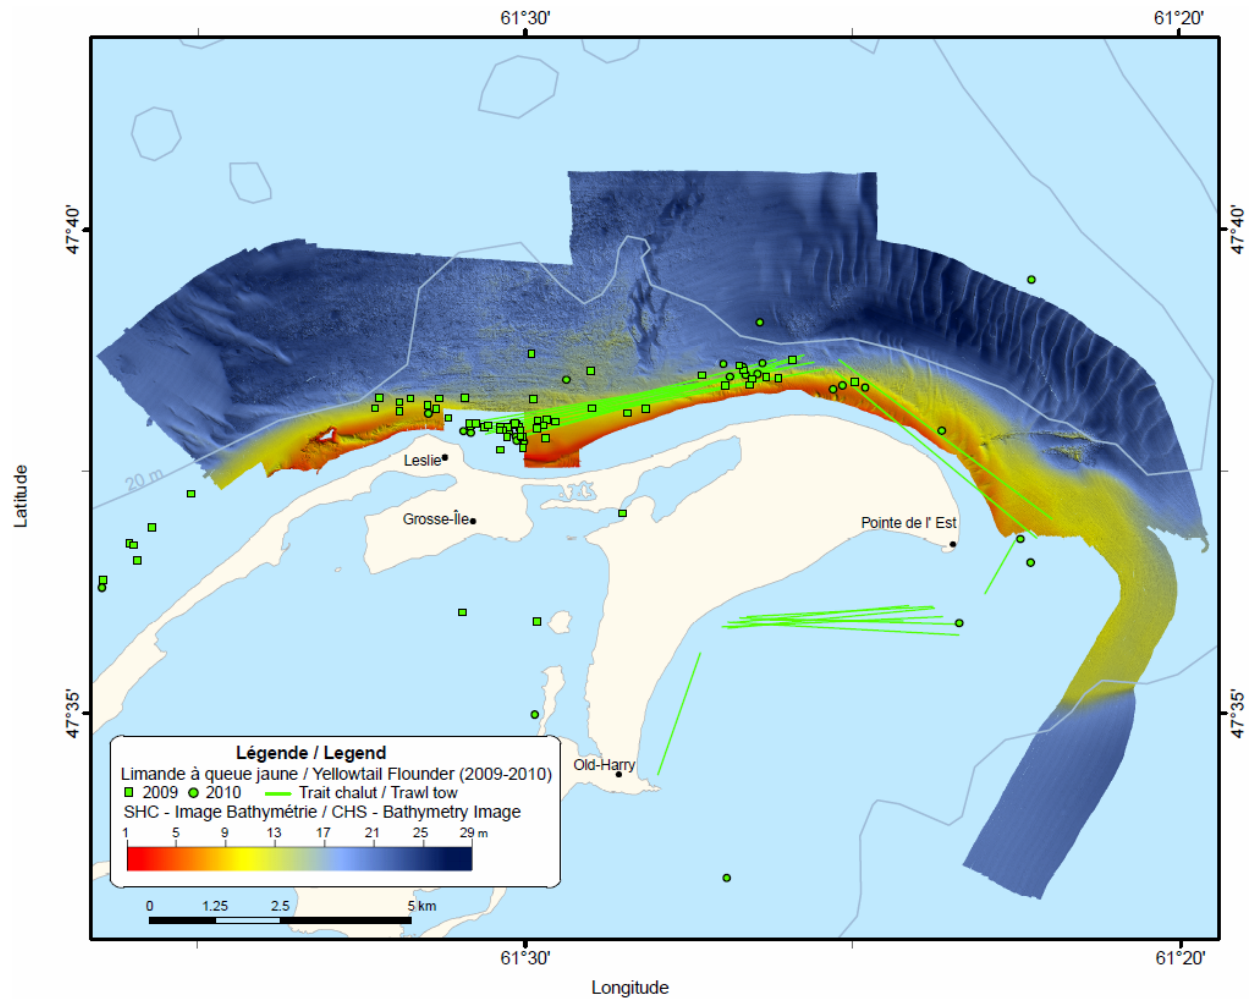 61°30'
61°20'
47°40'
47°40'
20 m
Leslie
Grosse-Île
Pointe de l' Est
Latitude
47°35'
47°35'
Old-Harry
Légende / Legend
Limande à queue jaune / Yellowtail Flounder (2009-2010)
2009 2010 Trait chalut / Trawl tow
SHC - Image Bathymétrie / CHS - Bathymetry Image
1 5 9 13 17 21 25 29 m
0 1.25 2.5 5 km
61°30'
61°20'
Longitude